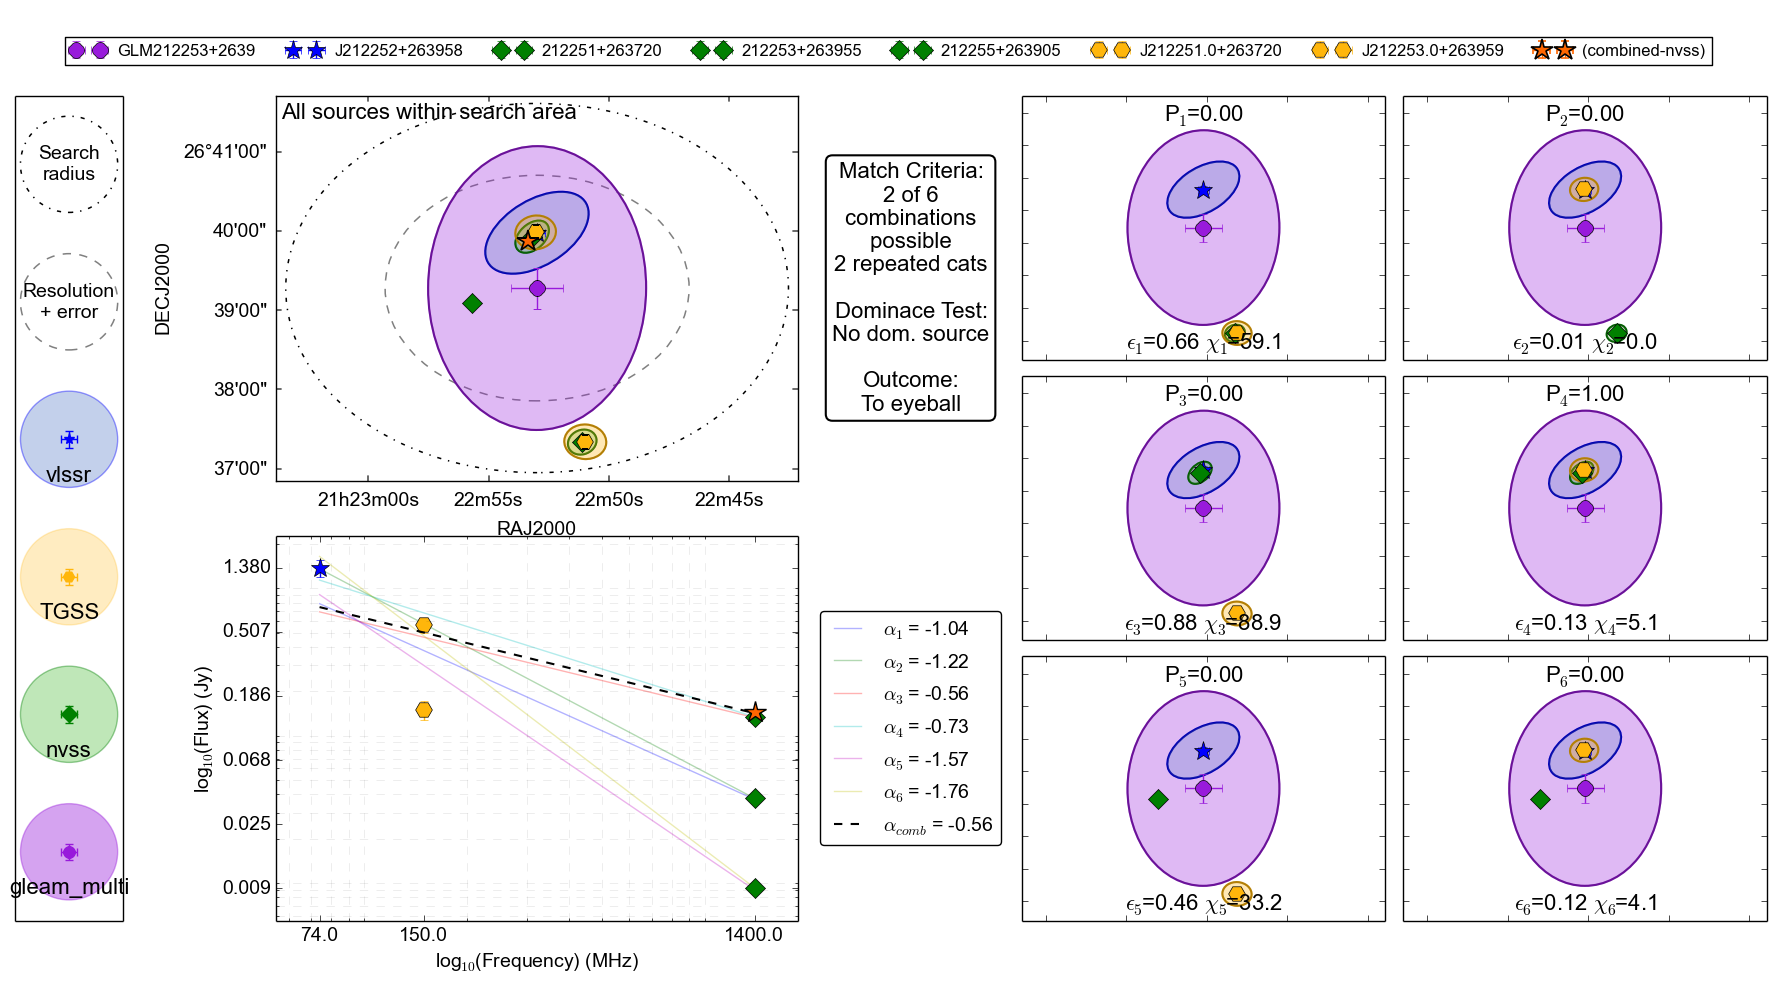 GLM212253+2639 J212252+263958 212251+263720 212253+263955 212255+263905 J212251.0+263720 J212253.0+263959 (combined-nvss)
Search
radius
Resolution
+ error
vlssr
TGSS
nvss
gleam_multi
All sources within search area
DECJ2000
26°41'00"
40'00"
39'00"
38'00"
37'00"
21h23m00s 22m55s 22m50s 22m45s
RAJ2000
log₁₀(Flux) (Jy)
1.380
0.507
0.186
0.068
0.025
0.009
74.0 150.0 1400.0
log₁₀(Frequency) (MHz)
Match Criteria:
2 of 6
combinations
possible
2 repeated cats
Dominace Test:
No dom. source
Outcome:
To eyeball
α₁ = -1.04
α₂ = -1.22
α₃ = -0.56
α₄ = -0.73
α₅ = -1.57
α₆ = -1.76
α_comb = -0.56
P₁=0.00
ϵ₁=0.66 χ₁=59.1
P₂=0.00
ϵ₂=0.01 χ₂=0.0
P₃=0.00
ϵ₃=0.88 χ₃=88.9
P₄=1.00
ϵ₄=0.13 χ₄=5.1
P₅=0.00
ϵ₅=0.46 χ₅=33.2
P₆=0.00
ϵ₆=0.12 χ₆=4.1